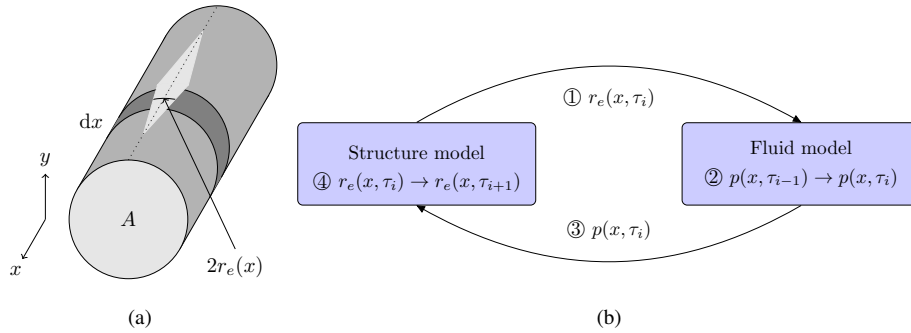 dx
y
x
A
2r_e(x)
(a)
① r_e(x, τ_i)
Structure model
④ r_e(x, τ_i) → r_e(x, τ_{i+1})
Fluid model
② p(x, τ_{i−1}) → p(x, τ_i)
③ p(x, τ_i)
(b)